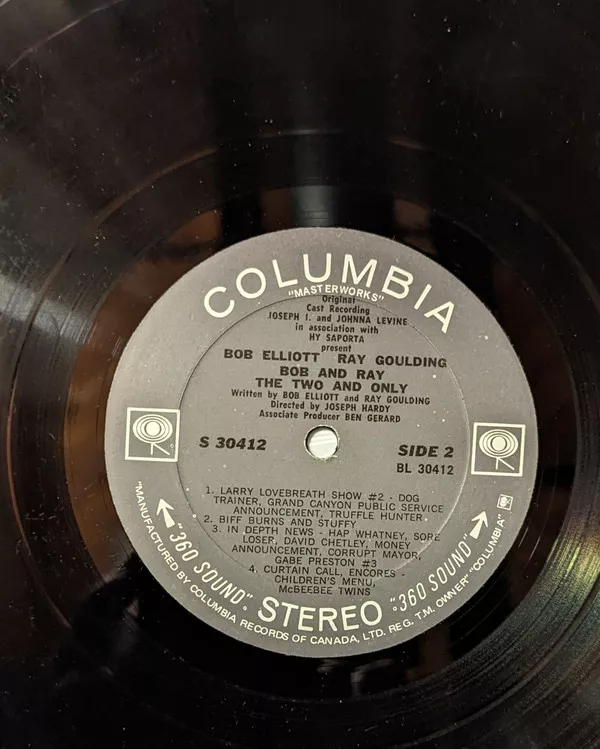 COLUMBIA
"MASTERWORKS"
Original
Cast Recording
JOSEPH I. and JOHNNA LEVINE
in association with
HY SAPORTA
present
BOB ELLIOTT RAY GOULDING
BOB AND RAY
THE TWO AND ONLY
Written by BOB ELLIOTT and RAY GOULDING
Directed by JOSEPH HARDY
Associate Producer BEN GERARD
S 30412
SIDE 2
BL 30412
1. LARRY LOVEBREATH SHOW #2 - DOG
TRAINER, GRAND CANYON PUBLIC SERVICE
ANNOUNCEMENT, TRUFFLE HUNTER
2. BIFF BURNS AND STUFFY
3. IN DEPTH NEWS - HAP WHATNEY, SORE
LOSER, DAVID CHETLEY, MONEY
ANNOUNCEMENT, CORRUPT MAYOR,
GABE PRESTON #3
4. CURTAIN CALL, ENCORES -
CHILDREN'S MENU,
McBEEBEE TWINS
"360 SOUND" STEREO "360 SOUND"
"MANUFACTURED BY COLUMBIA RECORDS OF CANADA, LTD. REG. T.M. OWNER "COLUMBIA"